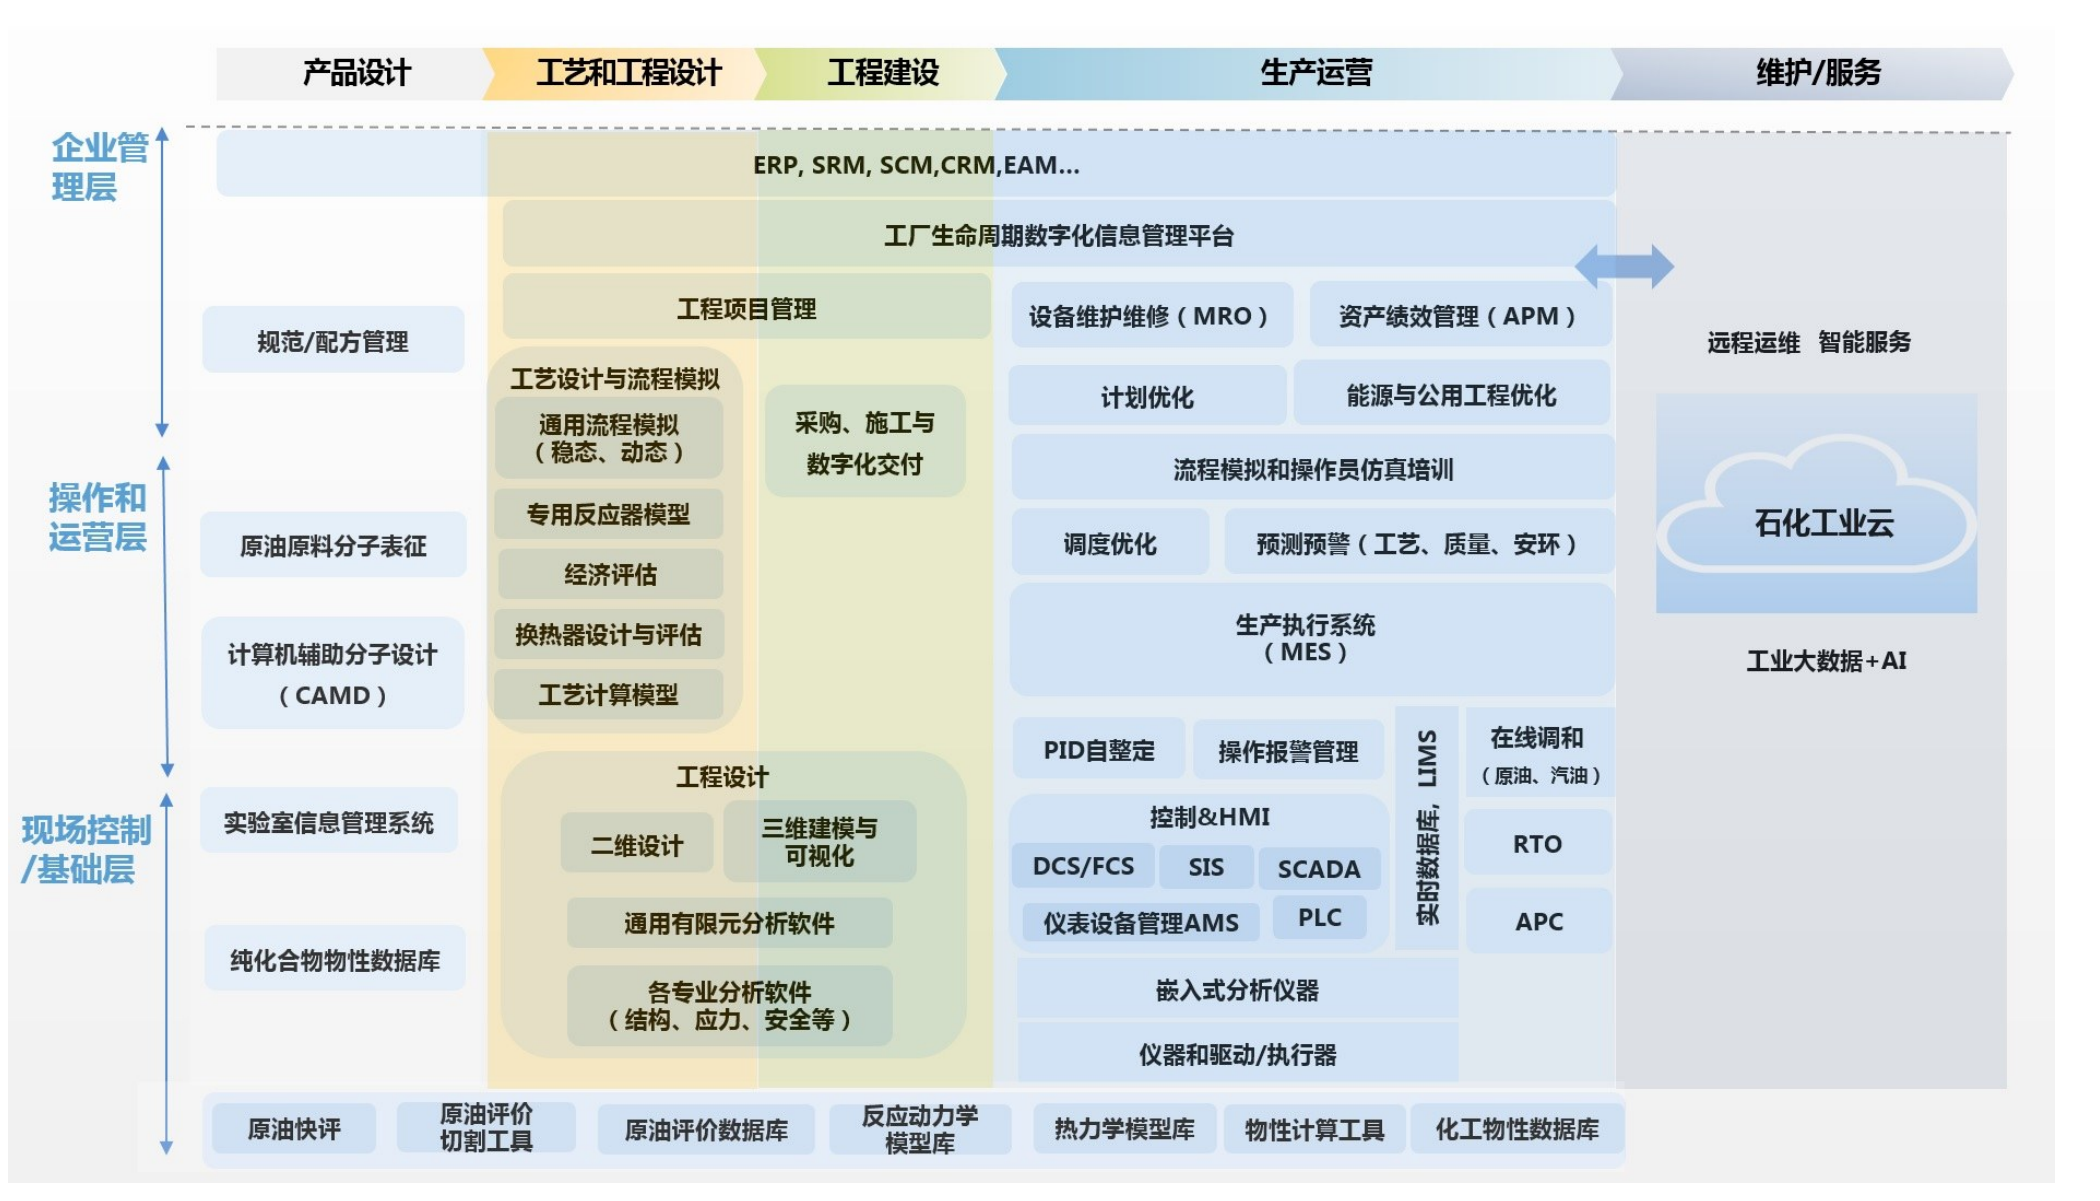 产品设计
工艺和工程设计
工程建设
生产运营
维护/服务
企业管
理层
操作和
运营层
现场控制
/基础层
ERP, SRM, SCM,CRM,EAM...
工厂生命周期数字化信息管理平台
工程项目管理
规范/配方管理
原油原料分子表征
计算机辅助分子设计
（CAMD）
实验室信息管理系统
纯化合物物性数据库
工艺设计与流程模拟
通用流程模拟
（稳态、动态）
专用反应器模型
经济评估
换热器设计与评估
工艺计算模型
采购、施工与
数字化交付
工程设计
二维设计
三维建模与
可视化
通用有限元分析软件
各专业分析软件
（结构、应力、安全等）
设备维护维修（MRO）
资产绩效管理（APM）
计划优化
能源与公用工程优化
流程模拟和操作员仿真培训
调度优化
预测预警（工艺、质量、安环）
生产执行系统
（MES）
PID自整定
操作报警管理
控制&HMI
DCS/FCS
SIS
SCADA
仪表设备管理AMS
PLC
实时数据库, LIMS
在线调和
（原油、汽油）
RTO
APC
嵌入式分析仪器
仪器和驱动/执行器
远程运维 智能服务
石化工业云
工业大数据+AI
原油快评
原油评价
切割工具
原油评价数据库
反应动力学
模型库
热力学模型库
物性计算工具
化工物性数据库